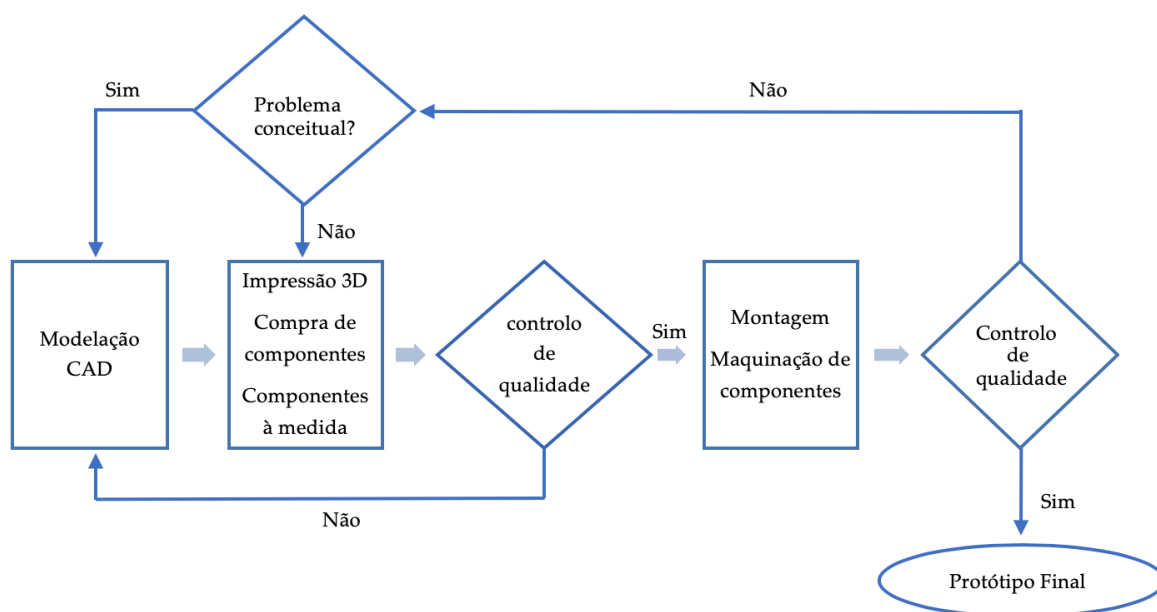 Sim
Problema
conceitual?
Não
Não
Modelação
CAD
Impressão 3D
Compra de
componentes
Componentes
à medida
controlo
de
qualidade
Sim
Montagem
Maquinação de
componentes
Controlo
de
qualidade
Não
Sim
Protótipo Final